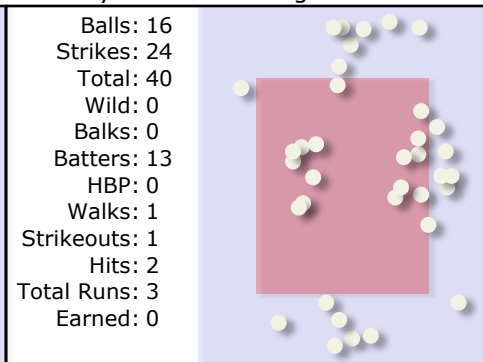 Balls: 16
Strikes: 24
Total: 40
Wild: 0
Balks: 0
Batters: 13
HBP: 0
Walks: 1
Strikeouts: 1
Hits: 2
Total Runs: 3
Earned: 0